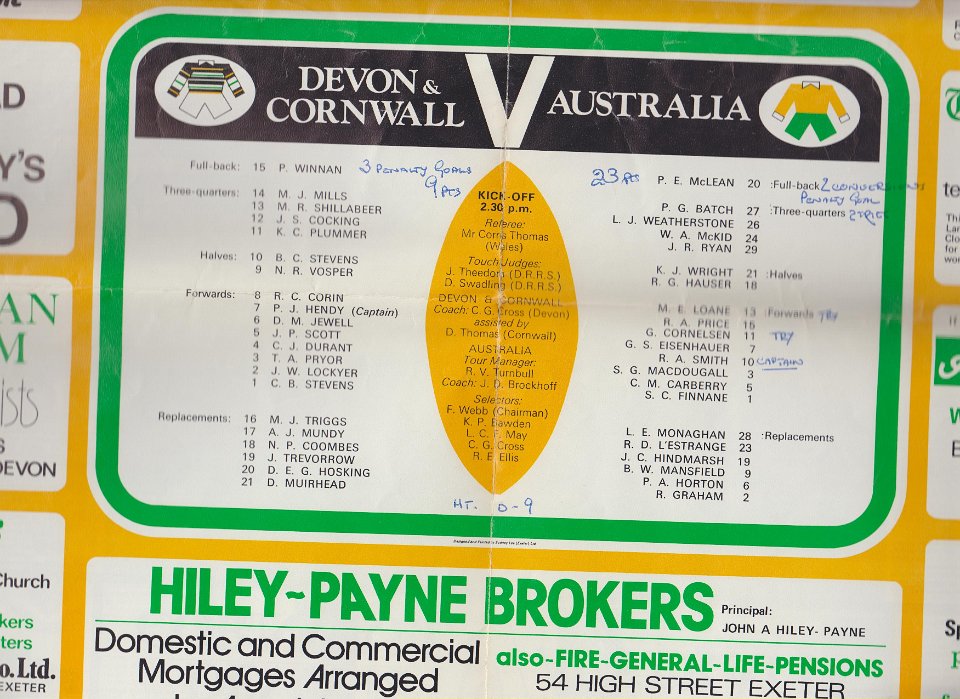 DEVON &
CORNWALL
V
AUSTRALIA
Full-back: 15 P. WINNAN 3 PENALTY GOALS
9 PTS
Three-quarters: 14 M. J. MILLS
13 M. R. SHILLABEER
12 J. S. COCKING
11 K. C. PLUMMER
Halves: 10 B. C. STEVENS
9 N. R. VOSPER
Forwards: 8 R. C. CORIN
7 P. J. HENDY (Captain)
6 D. M. JEWELL
5 J. P. SCOTT
4 C. J. DURANT
3 T. A. PRYOR
2 J. W. LOCKYER
1 C. B. STEVENS
Replacements: 16 M. J. TRIGGS
17 A. J. MUNDY
18 N. P. COOMBES
19 J. TREVORROW
20 D. E. G. HOSKING
21 D. MUIRHEAD
KICK-OFF
2.30 p.m.
Referee:
Mr Corris Thomas
(Wales)
Touch Judges:
J. Theedom (D.R.R.S.)
D. Swadling (D.R.R.S.)
DEVON & CORNWALL
Coach: C. G. Cross (Devon)
assisted by
D. Thomas (Cornwall)
AUSTRALIA
Tour Manager:
R. V. Turnbull
Coach: J. D. Brockhoff
Selectors:
F. Webb (Chairman)
K. P. Bawden
L. C. F. May
C. G. Cross
R. E. Ellis
HT. 0-9
23 PTS P. E. McLEAN 20 :Full-back 2 CONVERSIONS
PENALTY GOAL
P. G. BATCH 27 :Three-quarters 2 TRIES
L. J. WEATHERSTONE 26
W. A. McKID 24
J. R. RYAN 29
K. J. WRIGHT 21 :Halves
R. G. HAUSER 18
M. E. LOANE 13 :Forwards TRY
R. A. PRICE 15
G. CORNELSEN 11 TRY
G. S. EISENHAUER 7
R. A. SMITH 10 CAPTAIN
S. G. MACDOUGALL 3
C. M. CARBERRY 5
S. C. FINNANE 1
L. E. MONAGHAN 28 :Replacements
R. D. L'ESTRANGE 23
J. C. HINDMARSH 19
B. W. MANSFIELD 9
P. A. HORTON 6
R. GRAHAM 2
HILEY-PAYNE BROKERS
Principal:
JOHN A HILEY-PAYNE
Domestic and Commercial
Mortgages Arranged
also-FIRE-GENERAL-LIFE-PENSIONS
54 HIGH STREET EXETER
Y'S
AN
M
ists
DEVON
Church
kers
ters
o. Ltd.
EXETER